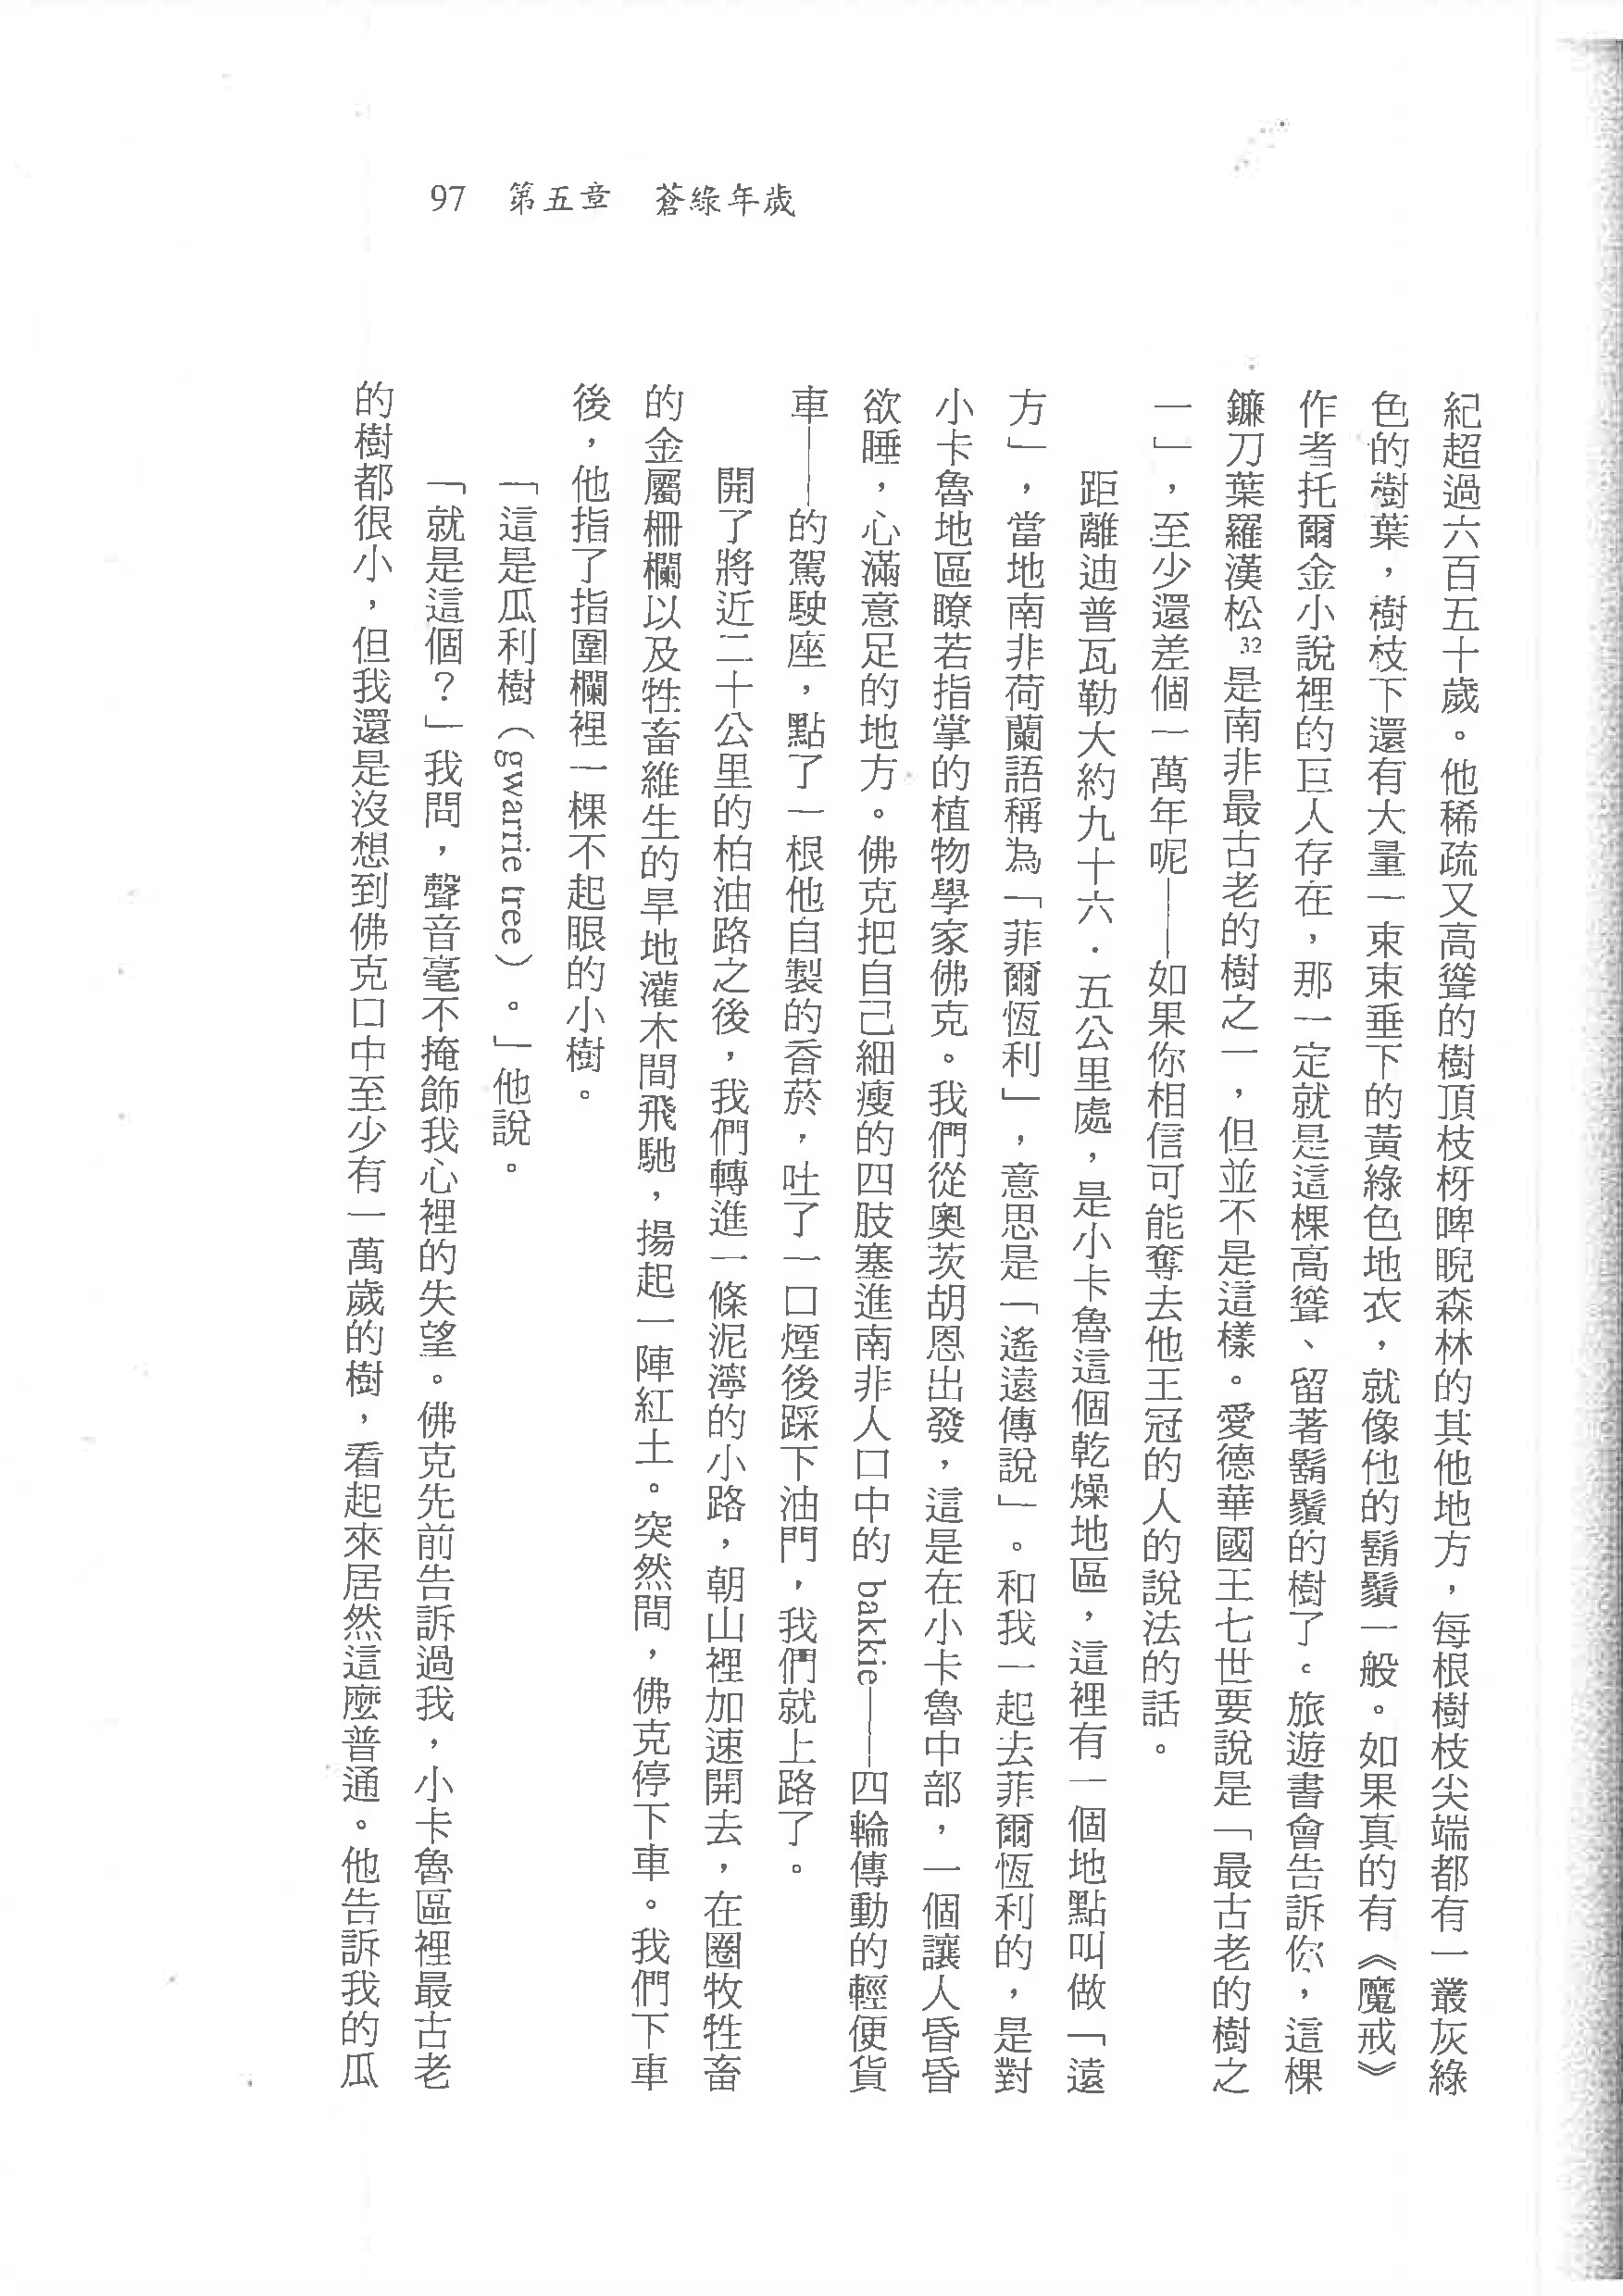 97 第五章 蒼綠年歲
紀超過六百五十歲。他稀疏又高聳的樹頂枝枒睥睨森林的其他地方，每根樹枝尖端都有一叢灰綠
色的樹葉，樹枝下還有大量一束束垂下的黃綠色地衣，就像他的鬍鬚一般。如果真的有《魔戒》
作者托爾金小說裡的巨人存在，那一定就是這棵高聳、留著鬍鬚的樹了。旅遊書會告訴你，這棵
鐮刀葉羅漢松32是南非最古老的樹之一，但並不是這樣。愛德華國王七世要說是「最古老的樹之
一」，至少還差個一萬年呢——如果你相信可能奪去他王冠的人的說法的話。
距離迪普瓦勒大約九十六．五公里處，是小卡魯這個乾燥地區，這裡有一個地點叫做「遠
方」，當地南非荷蘭語稱為「菲爾恆利」，意思是「遙遠傳說」。和我一起去菲爾恆利的，是對
小卡魯地區瞭若指掌的植物學家佛克。我們從奧茨胡恩出發，這是在小卡魯中部，一個讓人昏昏
欲睡，心滿意足的地方。佛克把自己細瘦的四肢塞進南非人口中的 bakkie——四輪傳動的輕便貨
車——的駕駛座，點了一根他自製的香菸，吐了一口煙後踩下油門，我們就上路了。
開了將近二十公里的柏油路之後，我們轉進一條泥濘的小路，朝山裡加速開去，在圈牧牲畜
的金屬柵欄以及牲畜維生的旱地灌木間飛馳，揚起一陣紅土。突然間，佛克停下車。我們下車
後，他指了指圍欄裡一棵不起眼的小樹。
「這是瓜利樹（gwarrie tree）。」他說。
「就是這個？」我問，聲音毫不掩飾我心裡的失望。佛克先前告訴過我，小卡魯區裡最古老
的樹都很小，但我還是沒想到佛克口中至少有一萬歲的樹，看起來居然這麼普通。他告訴我的瓜